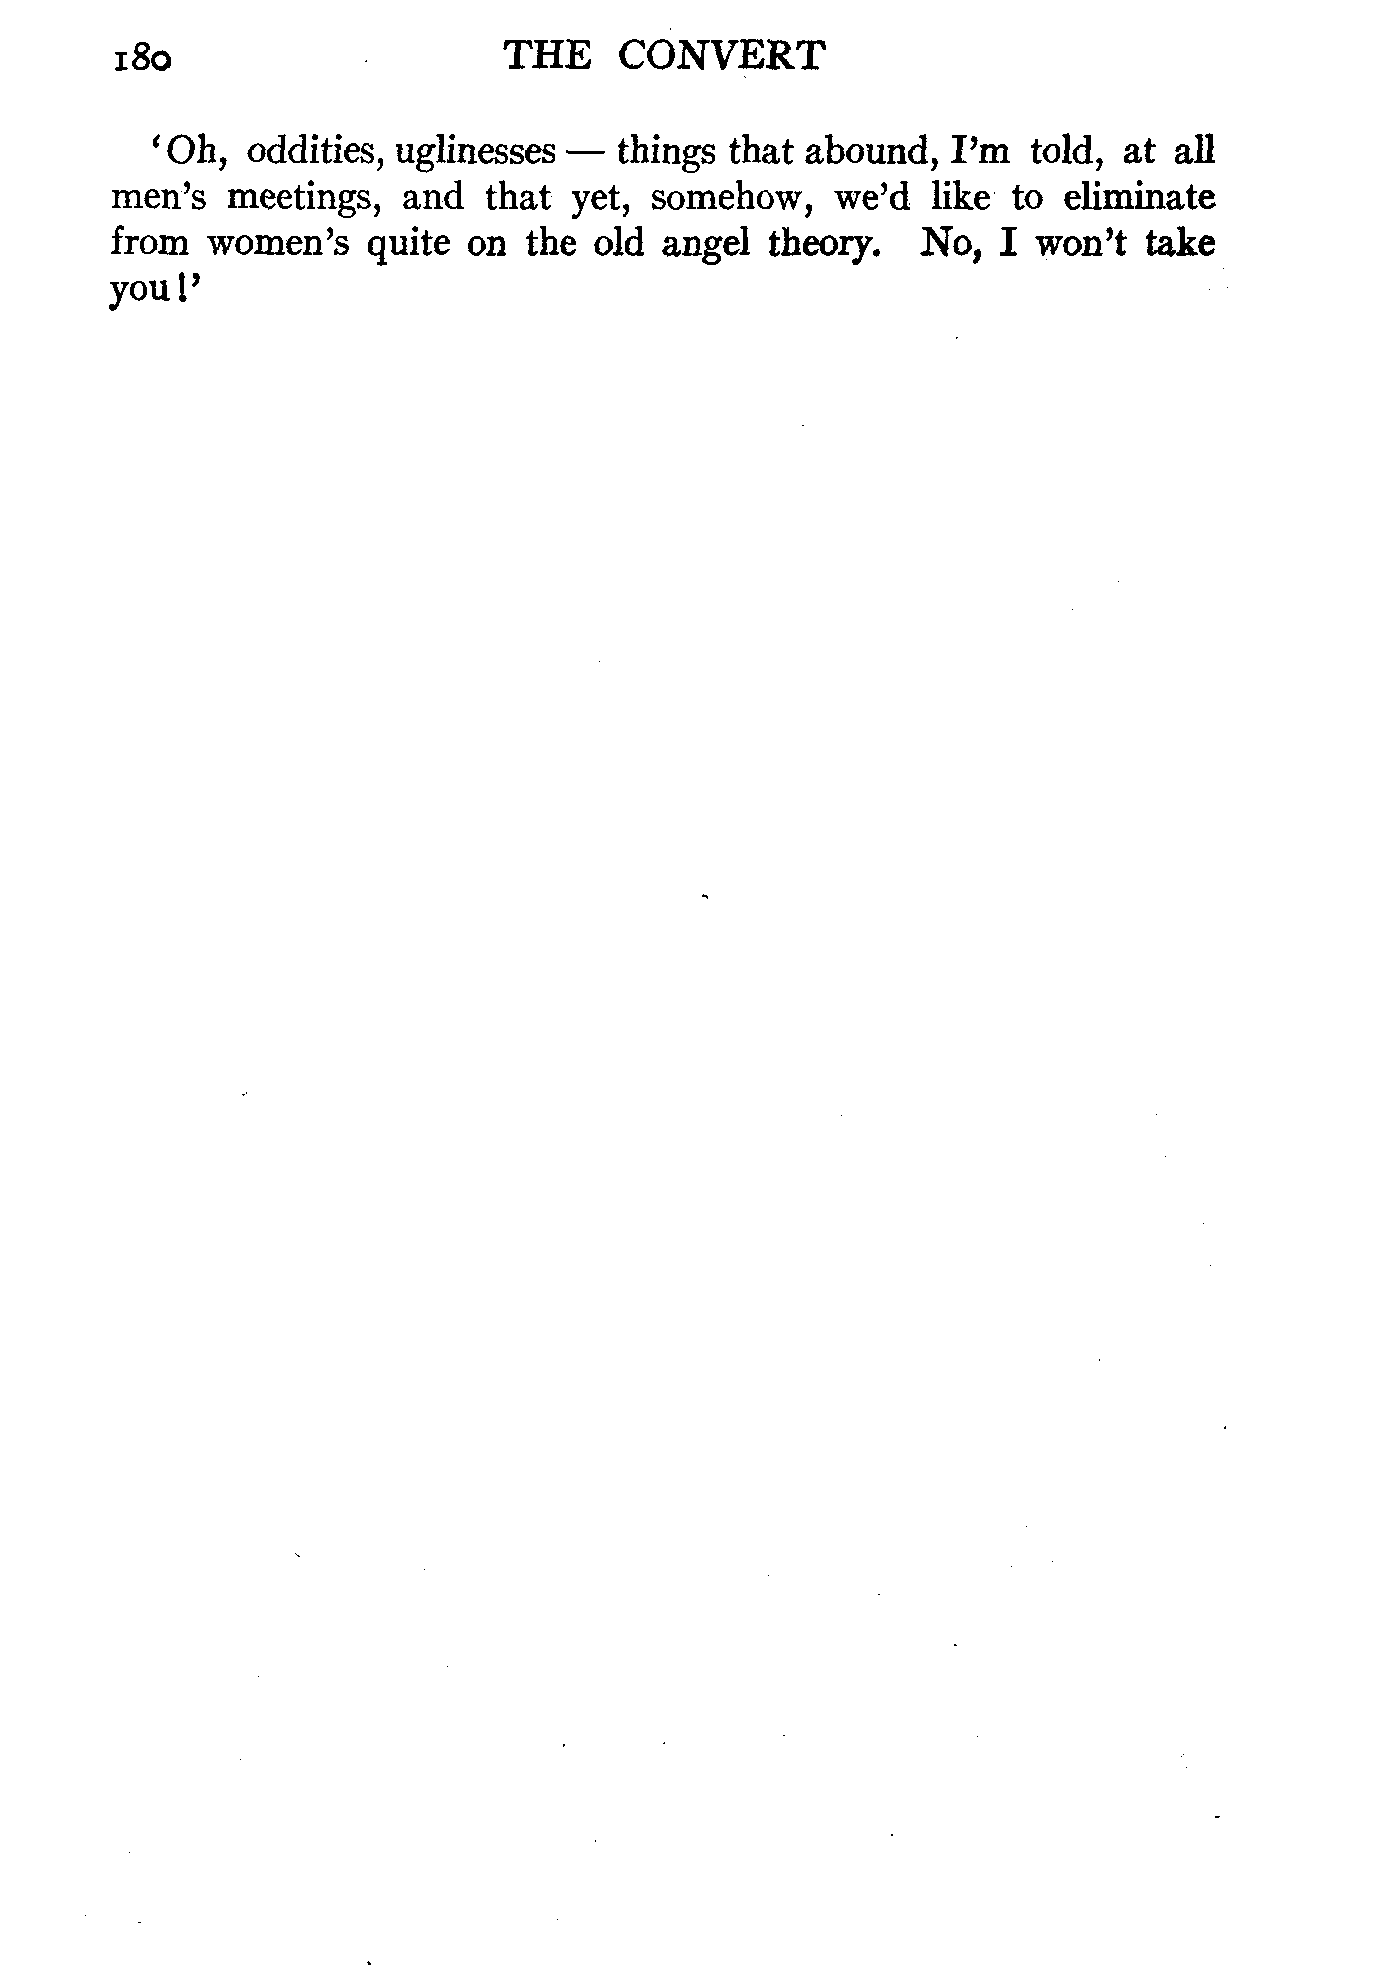 180 THE CONVERT
‘Oh, oddities, uglinesses — things that abound, I’m told, at all
men’s meetings, and that yet, somehow, we’d like to eliminate
from women’s quite on the old angel theory. No, I won’t take
you!’